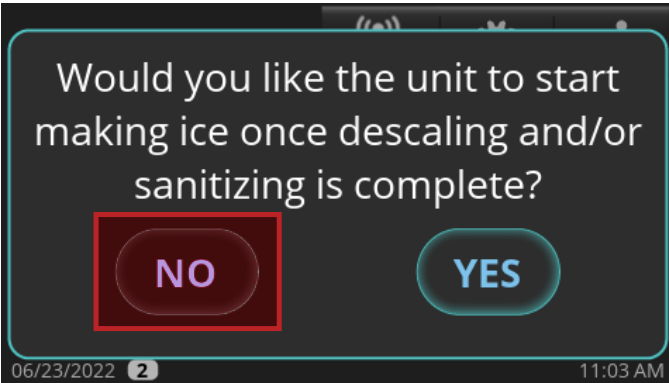 Would you like the unit to start
making ice once descaling and/or
sanitizing is complete?
NO
YES
06/23/2022 2
11:03 AM